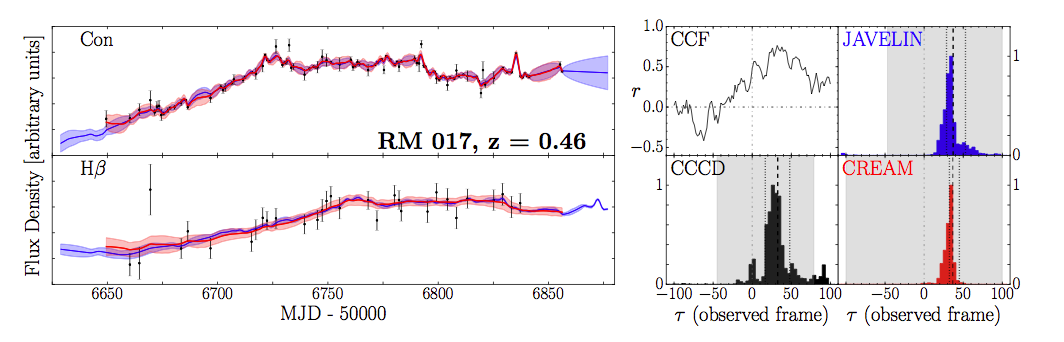 Con
RM 017, z = 0.46
Hβ
Flux Density [arbitrary units]
6650 6700 6750 6800 6850
MJD - 50000
1.0
0.5
0.0
−0.5
r
CCF
JAVELIN
1
0
CCCD
CREAM
1
0
1
0
−100 −50 0 50 100
−50 0 50 100
τ (observed frame)
τ (observed frame)